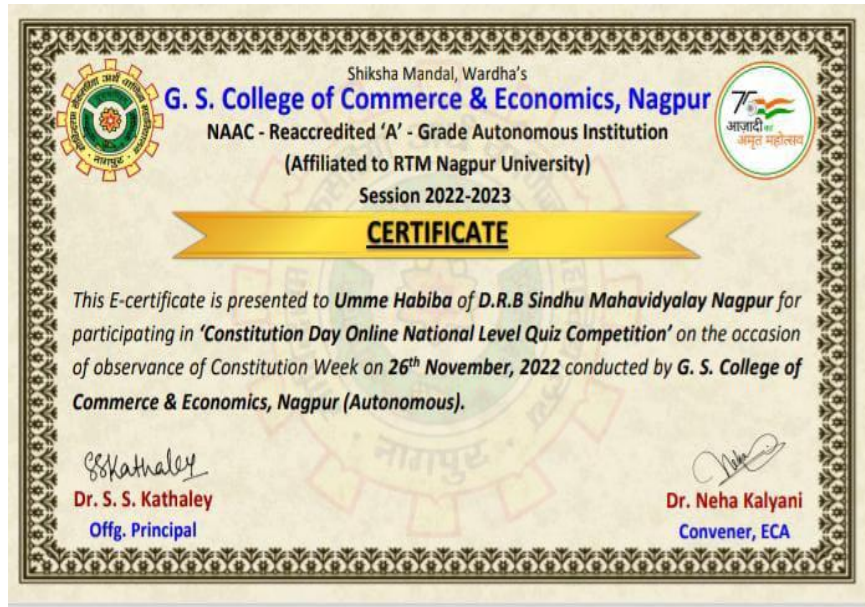 Shiksha Mandal, Wardha's
G. S. College of Commerce & Economics, Nagpur
NAAC - Reaccredited 'A' - Grade Autonomous Institution
(Affiliated to RTM Nagpur University)
Session 2022-2023
75
आज़ादी का
अमृत महोत्सव
CERTIFICATE
This E-certificate is presented to Umme Habiba of D.R.B Sindhu Mahavidyalay Nagpur for
participating in 'Constitution Day Online National Level Quiz Competition' on the occasion
of observance of Constitution Week on 26th November, 2022 conducted by G. S. College of
Commerce & Economics, Nagpur (Autonomous).
नागपुर
SSKathaley
Neha
Dr. S. S. Kathaley
Dr. Neha Kalyani
Offg. Principal
Convener, ECA